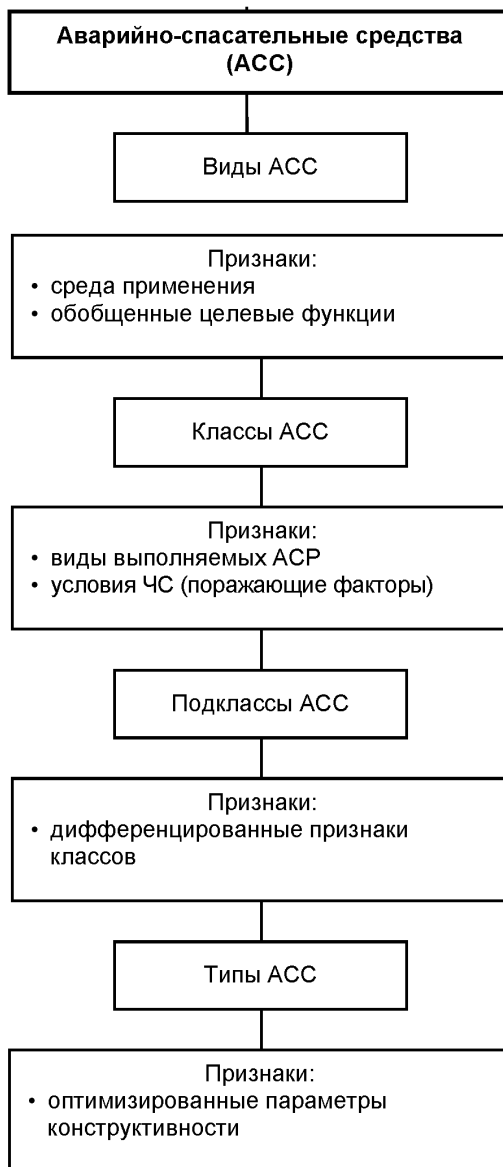 Аварийно-спасательные средства
(АСС)
Виды АСС
Признаки:
• среда применения
• обобщенные целевые функции
Классы АСС
Признаки:
• виды выполняемых АСР
• условия ЧС (поражающие факторы)
Подклассы АСС
Признаки:
• дифференцированные признаки
классов
Типы АСС
Признаки:
• оптимизированные параметры
конструктивности